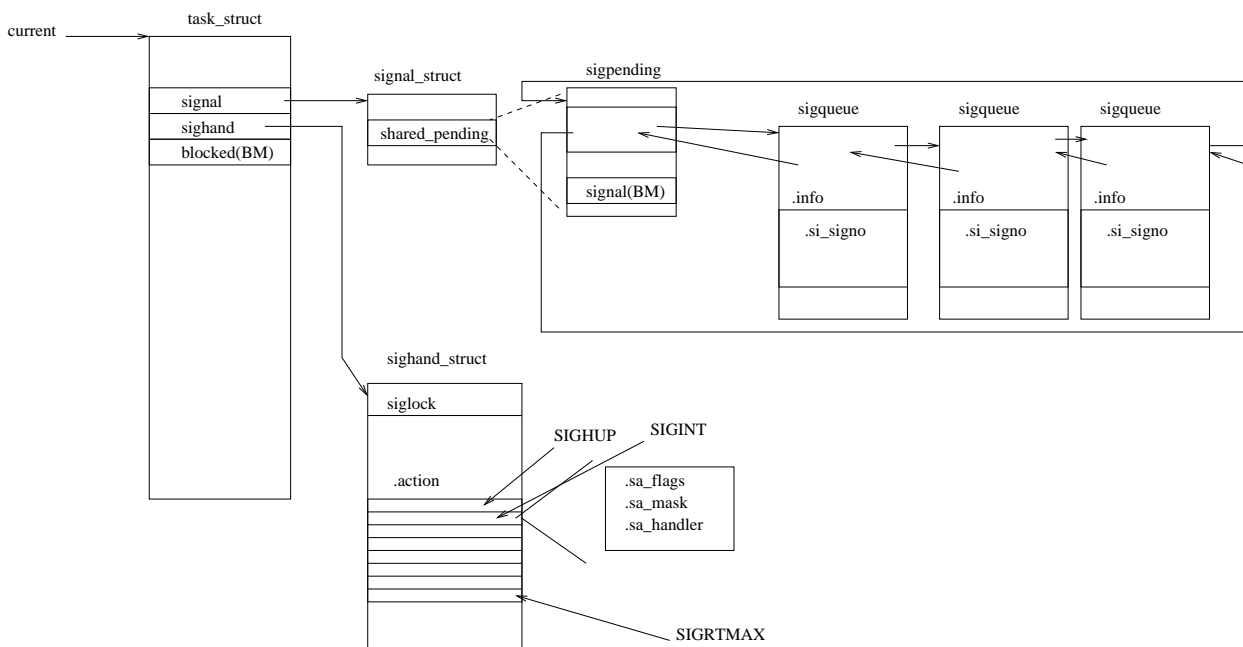 task_struct
current
signal_struct
sigpending
signal
sighand
blocked(BM)
shared_pending
signal(BM)
sigqueue
sigqueue
sigqueue
.info
.info
.info
.si_signo
.si_signo
.si_signo
sighand_struct
siglock
.action
SIGHUP
SIGINT
.sa_flags
.sa_mask
.sa_handler
SIGRTMAX